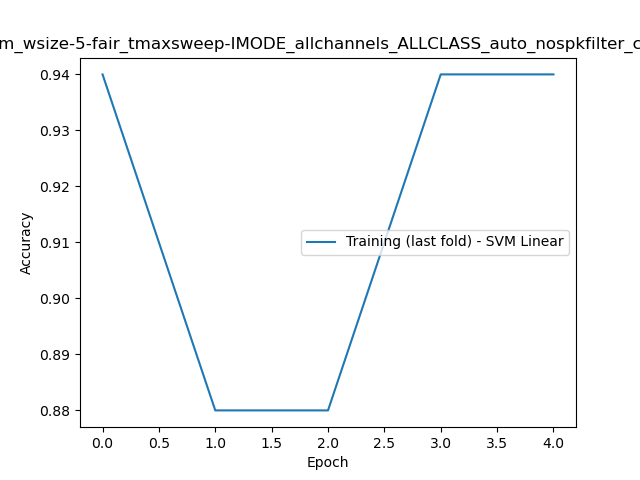 m_wsize-5-fair_tmaxsweep-IMODE_allchannels_ALLCLASS_auto_nospkfilter_c
0.94
0.93
0.92
0.91
0.90
0.89
0.88
Accuracy
Training (last fold) - SVM Linear
0.0 0.5 1.0 1.5 2.0 2.5 3.0 3.5 4.0
Epoch